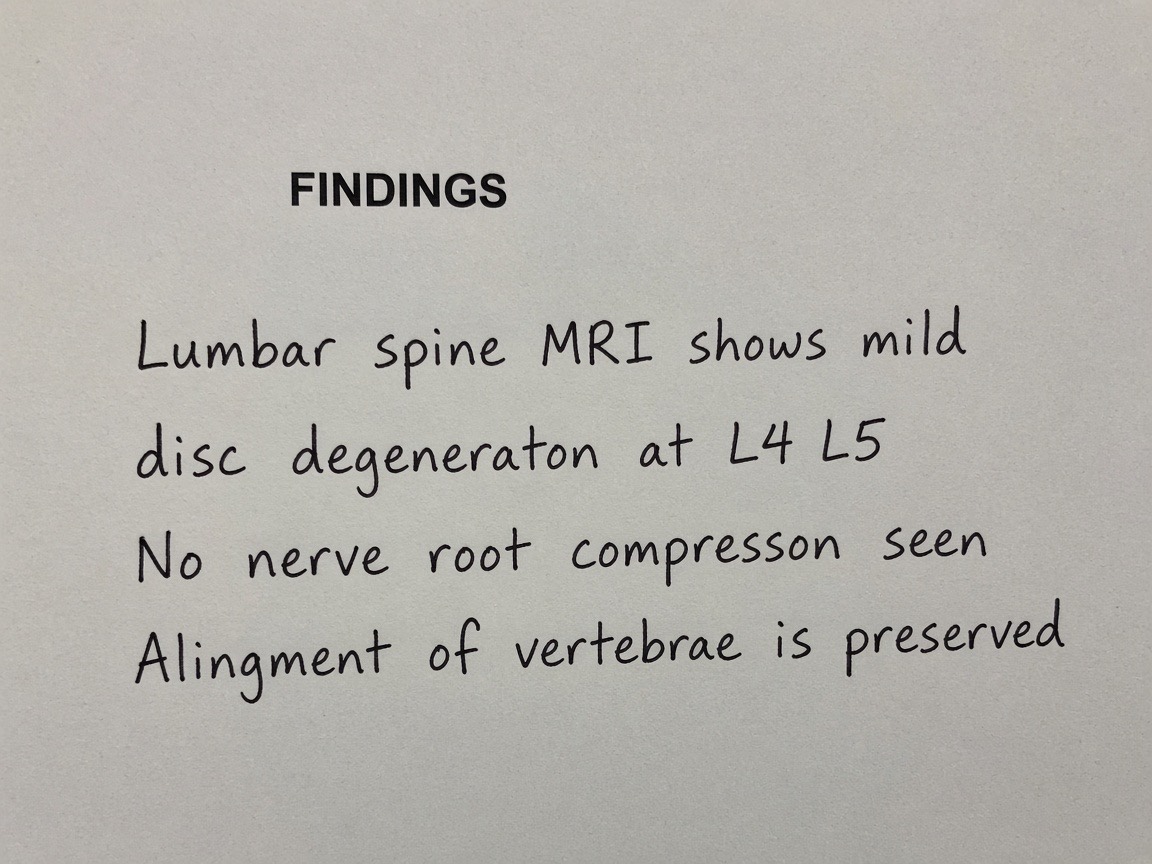 FINDINGS
Lumbar spine MRI shows mild
disc degeneraton at L4 L5
No nerve root compresson seen
Alingment of vertebrae is preserved